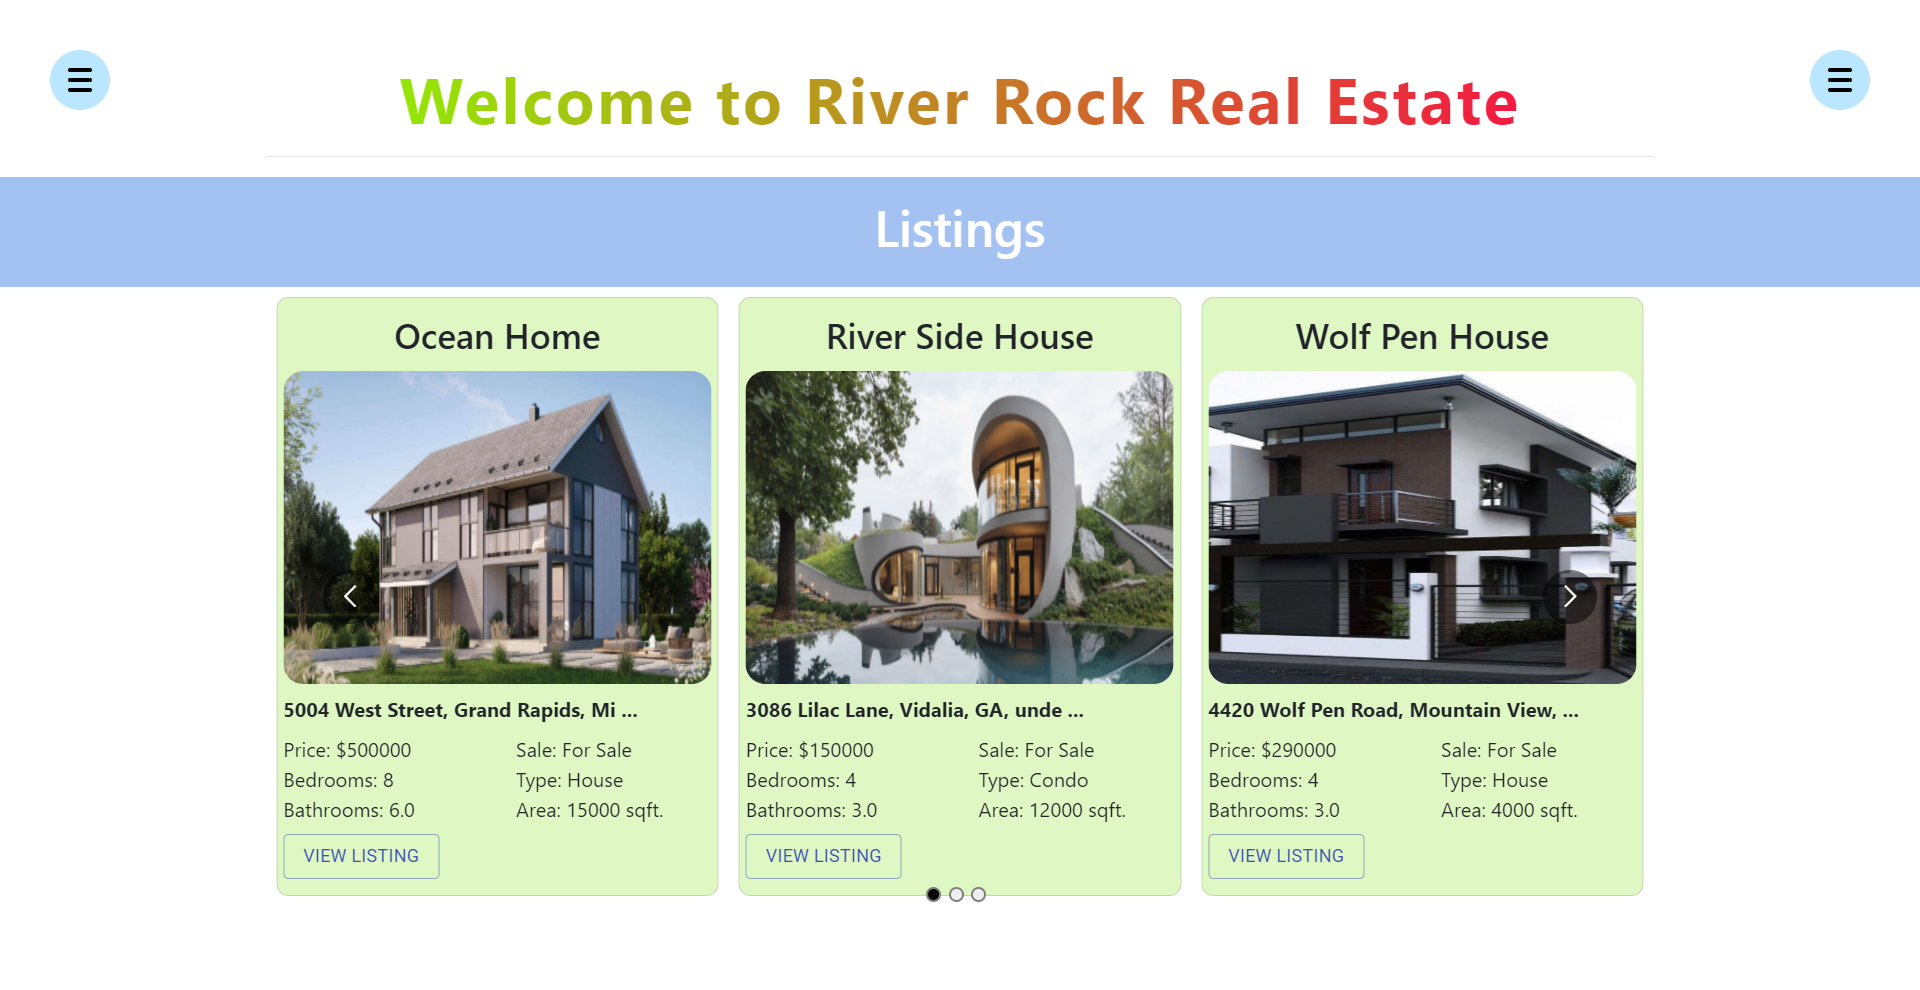 Welcome to River Rock Real Estate
Listings
Ocean Home
5004 West Street, Grand Rapids, Mi ...
Price: $500000
Sale: For Sale
Bedrooms: 8
Type: House
Bathrooms: 6.0
Area: 15000 sqft.
VIEW LISTING
River Side House
3086 Lilac Lane, Vidalia, GA, unde ...
Price: $150000
Sale: For Sale
Bedrooms: 4
Type: Condo
Bathrooms: 3.0
Area: 12000 sqft.
VIEW LISTING
Wolf Pen House
4420 Wolf Pen Road, Mountain View, ...
Price: $290000
Sale: For Sale
Bedrooms: 4
Type: House
Bathrooms: 3.0
Area: 4000 sqft.
VIEW LISTING